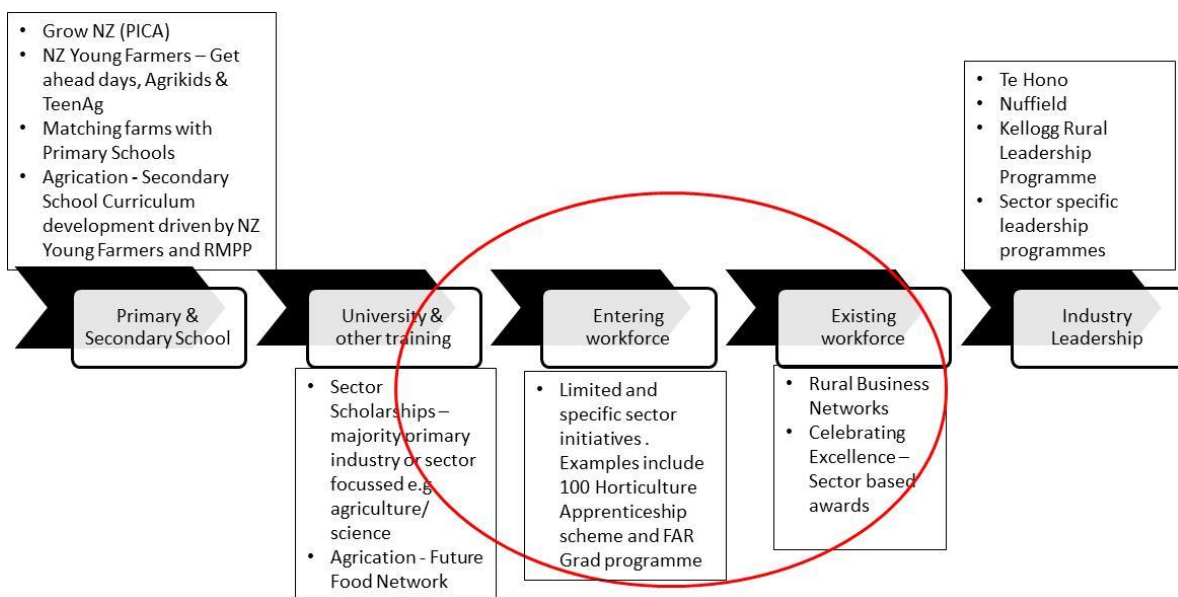 • Grow NZ (PICA)
• NZ Young Farmers – Get
ahead days, Agrikids &
TeenAg
• Matching farms with
Primary Schools
• Agrication - Secondary
School Curriculum
development driven by NZ
Young Farmers and RMPP
• Te Hono
• Nuffield
• Kellogg Rural
Leadership
Programme
• Sector specific
leadership
programmes
Primary &
Secondary School
University &
other training
Entering
workforce
Existing
workforce
Industry
Leadership
• Sector
Scholarships –
majority primary
industry or sector
focussed e.g
agriculture/
science
• Agrication - Future
Food Network
• Limited and
specific sector
initiatives .
Examples include
100 Horticulture
Apprenticeship
scheme and FAR
Grad programme
• Rural Business
Networks
• Celebrating
Excellence –
Sector based
awards